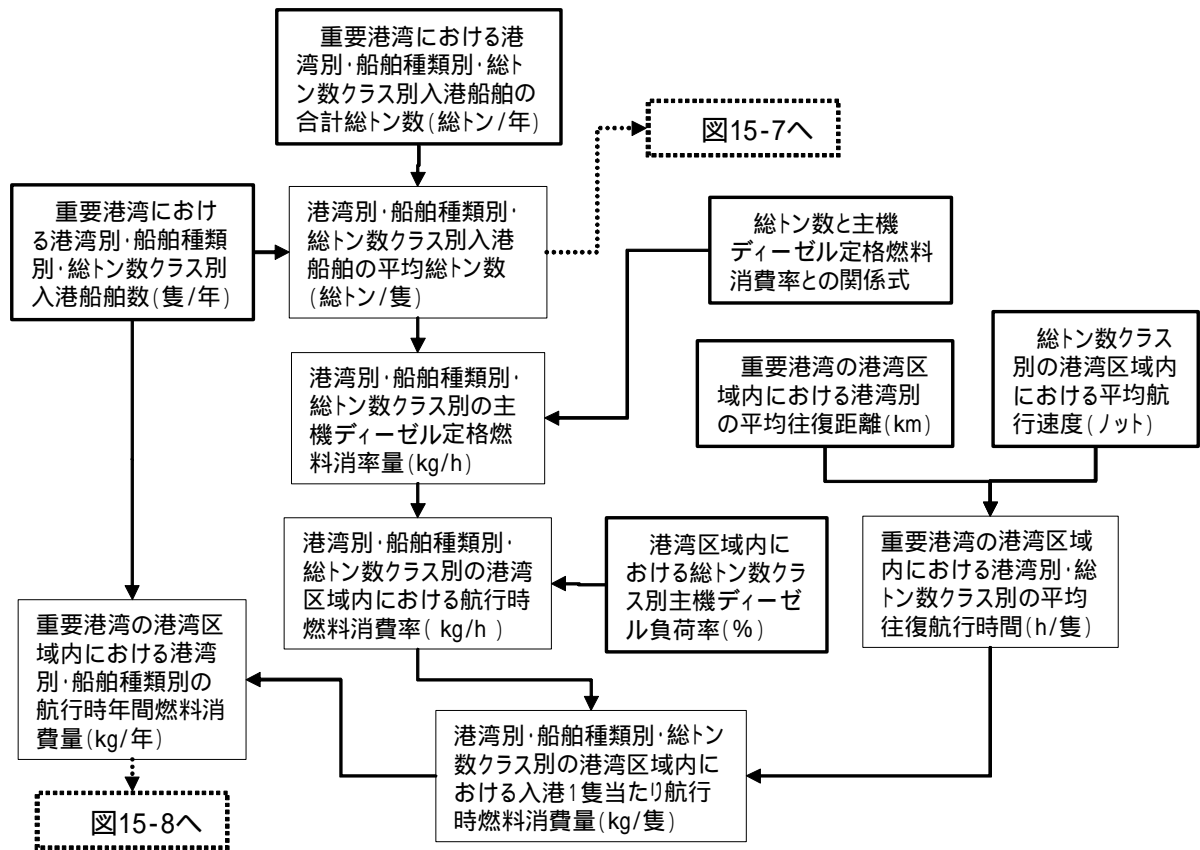 重要港湾における港
湾別・船舶種類別・総ト
ン数クラス別入港船舶の
合計総トン数(総トン/年)
図15-7へ
重要港湾におけ
る港湾別・船舶種類
別・総トン数クラス別
入港船舶数(隻/年)
港湾別・船舶種類別・
総トン数クラス別入港
船舶の平均総トン数
(総トン/隻)
総トン数と主機
ディーゼル定格燃料
消費率との関係式
港湾別・船舶種類別・
総トン数クラス別の主
機ディーゼル定格燃
料消率量(kg/h)
重要港湾の港湾区
域内における港湾別
の平均往復距離(km)
総トン数クラス
別の港湾区域内
における平均航
行速度(ノット)
港湾別・船舶種類別・
総トン数クラス別の港湾
区域内における航行時
燃料消費率( kg/h )
港湾区域内に
おける総トン数クラ
ス別主機ディーゼ
ル負荷率(%)
重要港湾の港湾区域
内における港湾別・総
トン数クラス別の平均
往復航行時間(h/隻)
重要港湾の港湾区
域内における港湾
別・船舶種類別の
航行時年間燃料消
費量(kg/年)
港湾別・船舶種類別・総トン
数クラス別の港湾区域内に
おける入港1隻当たり航行
時燃料消費量(kg/隻)
図15-8へ